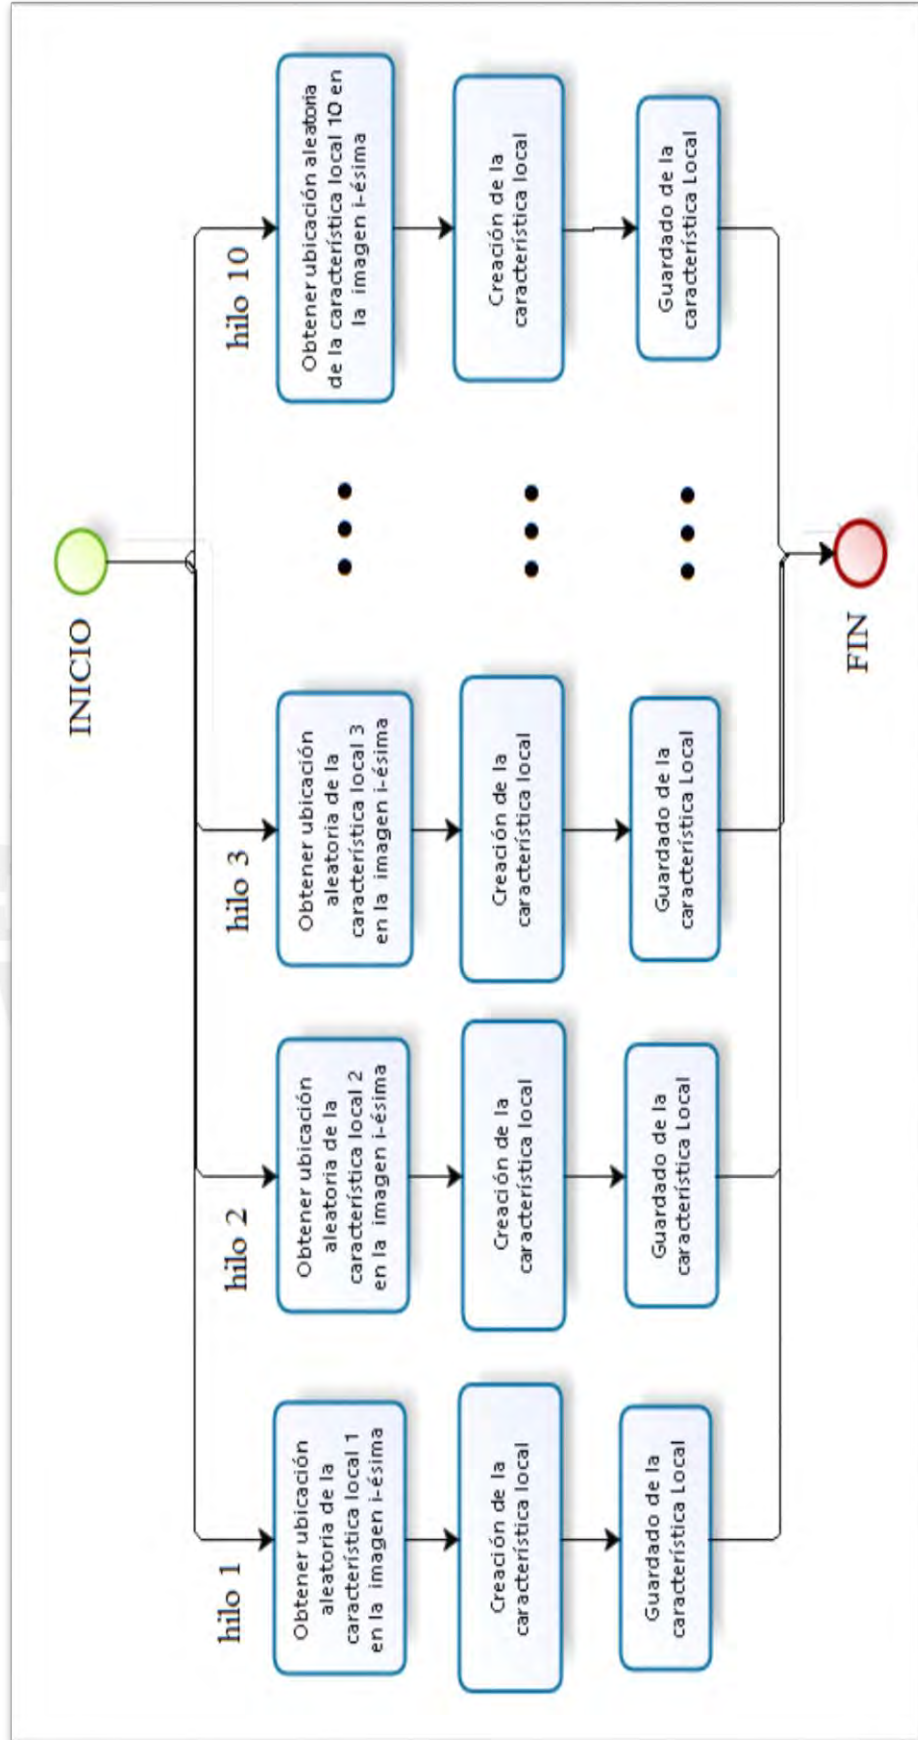 INICIO
hilo 1
Obtener ubicación
aleatoria de la
característica local 1
en la imagen i-ésima
Creación de la
característica local
Guardado de la
característica Local
hilo 2
Obtener ubicación
aleatoria de la
característica local 2
en la imagen i-ésima
Creación de la
característica local
Guardado de la
característica Local
hilo 3
Obtener ubicación
aleatoria de la
característica local 3
en la imagen i-ésima
Creación de la
característica local
Guardado de la
característica Local
hilo 10
Obtener ubicación aleatoria
de la característica local 10 en
la imagen i-ésima
Creación de la
característica local
Guardado de la
característica Local
FIN